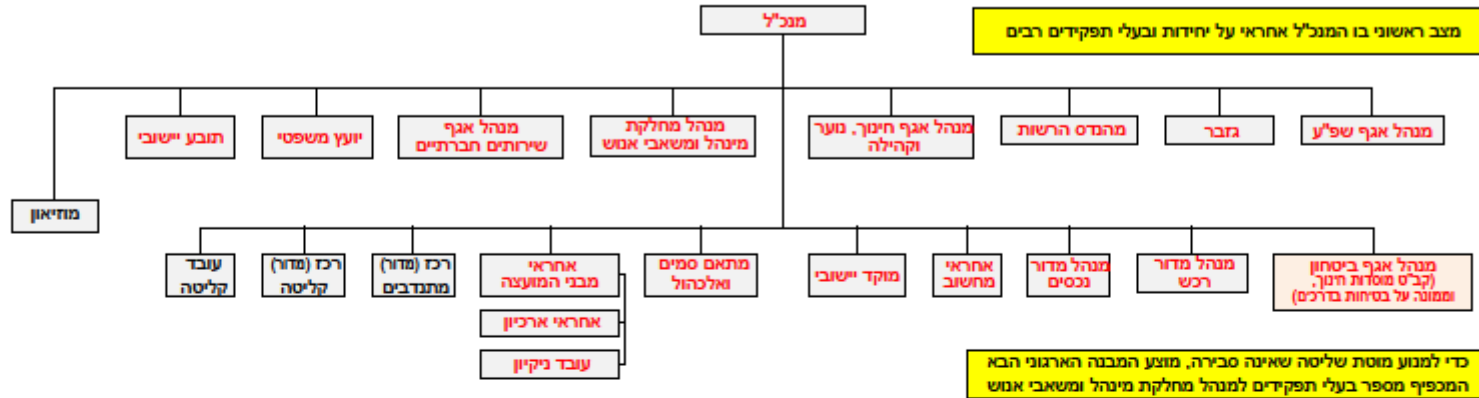 מנכ"ל
מצב ראשוני בו המנכ"ל אחראי על יחידות ובעלי תפקידים רבים
מנהל אגף שפ"ע
גזבר
מהנדס הרשות
מנהל אגף חינוך, נוער
וקהילה
מנהל מחלקת
מינהל ומשאבי אנוש
מנהל אגף
שירותים חברתיים
יועץ משפטי
תובע יישובי
מוזיאון
מנהל אגף ביטחון
(קב"ט מוסדות חינוך,
וממונה על בטיחות בדרכים)
מנהל מדור
רכש
מנהל מדור
נכסים
אחראי
מחשוב
מוקד יישובי
מתאם סמים
ואלכהול
אחראי
מבני המועצה
אחראי ארכיון
עובד ניקיון
רכז (מדור)
מתנדבים
רכז (מדור)
קליטה
עובד
קליטה
כדי למנוע מוטת שליטה שאינה סבירה, מוצע המבנה הארגוני הבא
המכפיף מספר בעלי תפקידים למנהל מחלקת מינהל ומשאבי אנוש